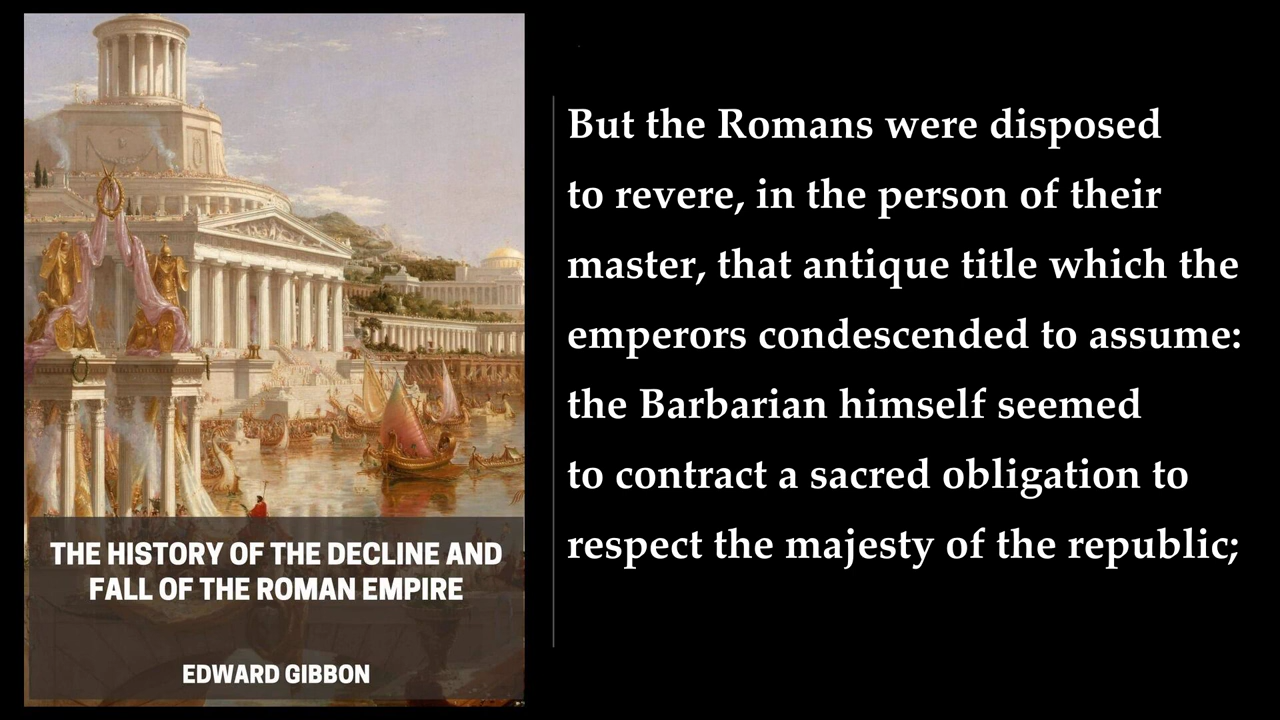 THE HISTORY OF THE DECLINE AND
FALL OF THE ROMAN EMPIRE
EDWARD GIBBON
But the Romans were disposed
to revere, in the person of their
master, that antique title which the
emperors condescended to assume:
the Barbarian himself seemed
to contract a sacred obligation to
respect the majesty of the republic;